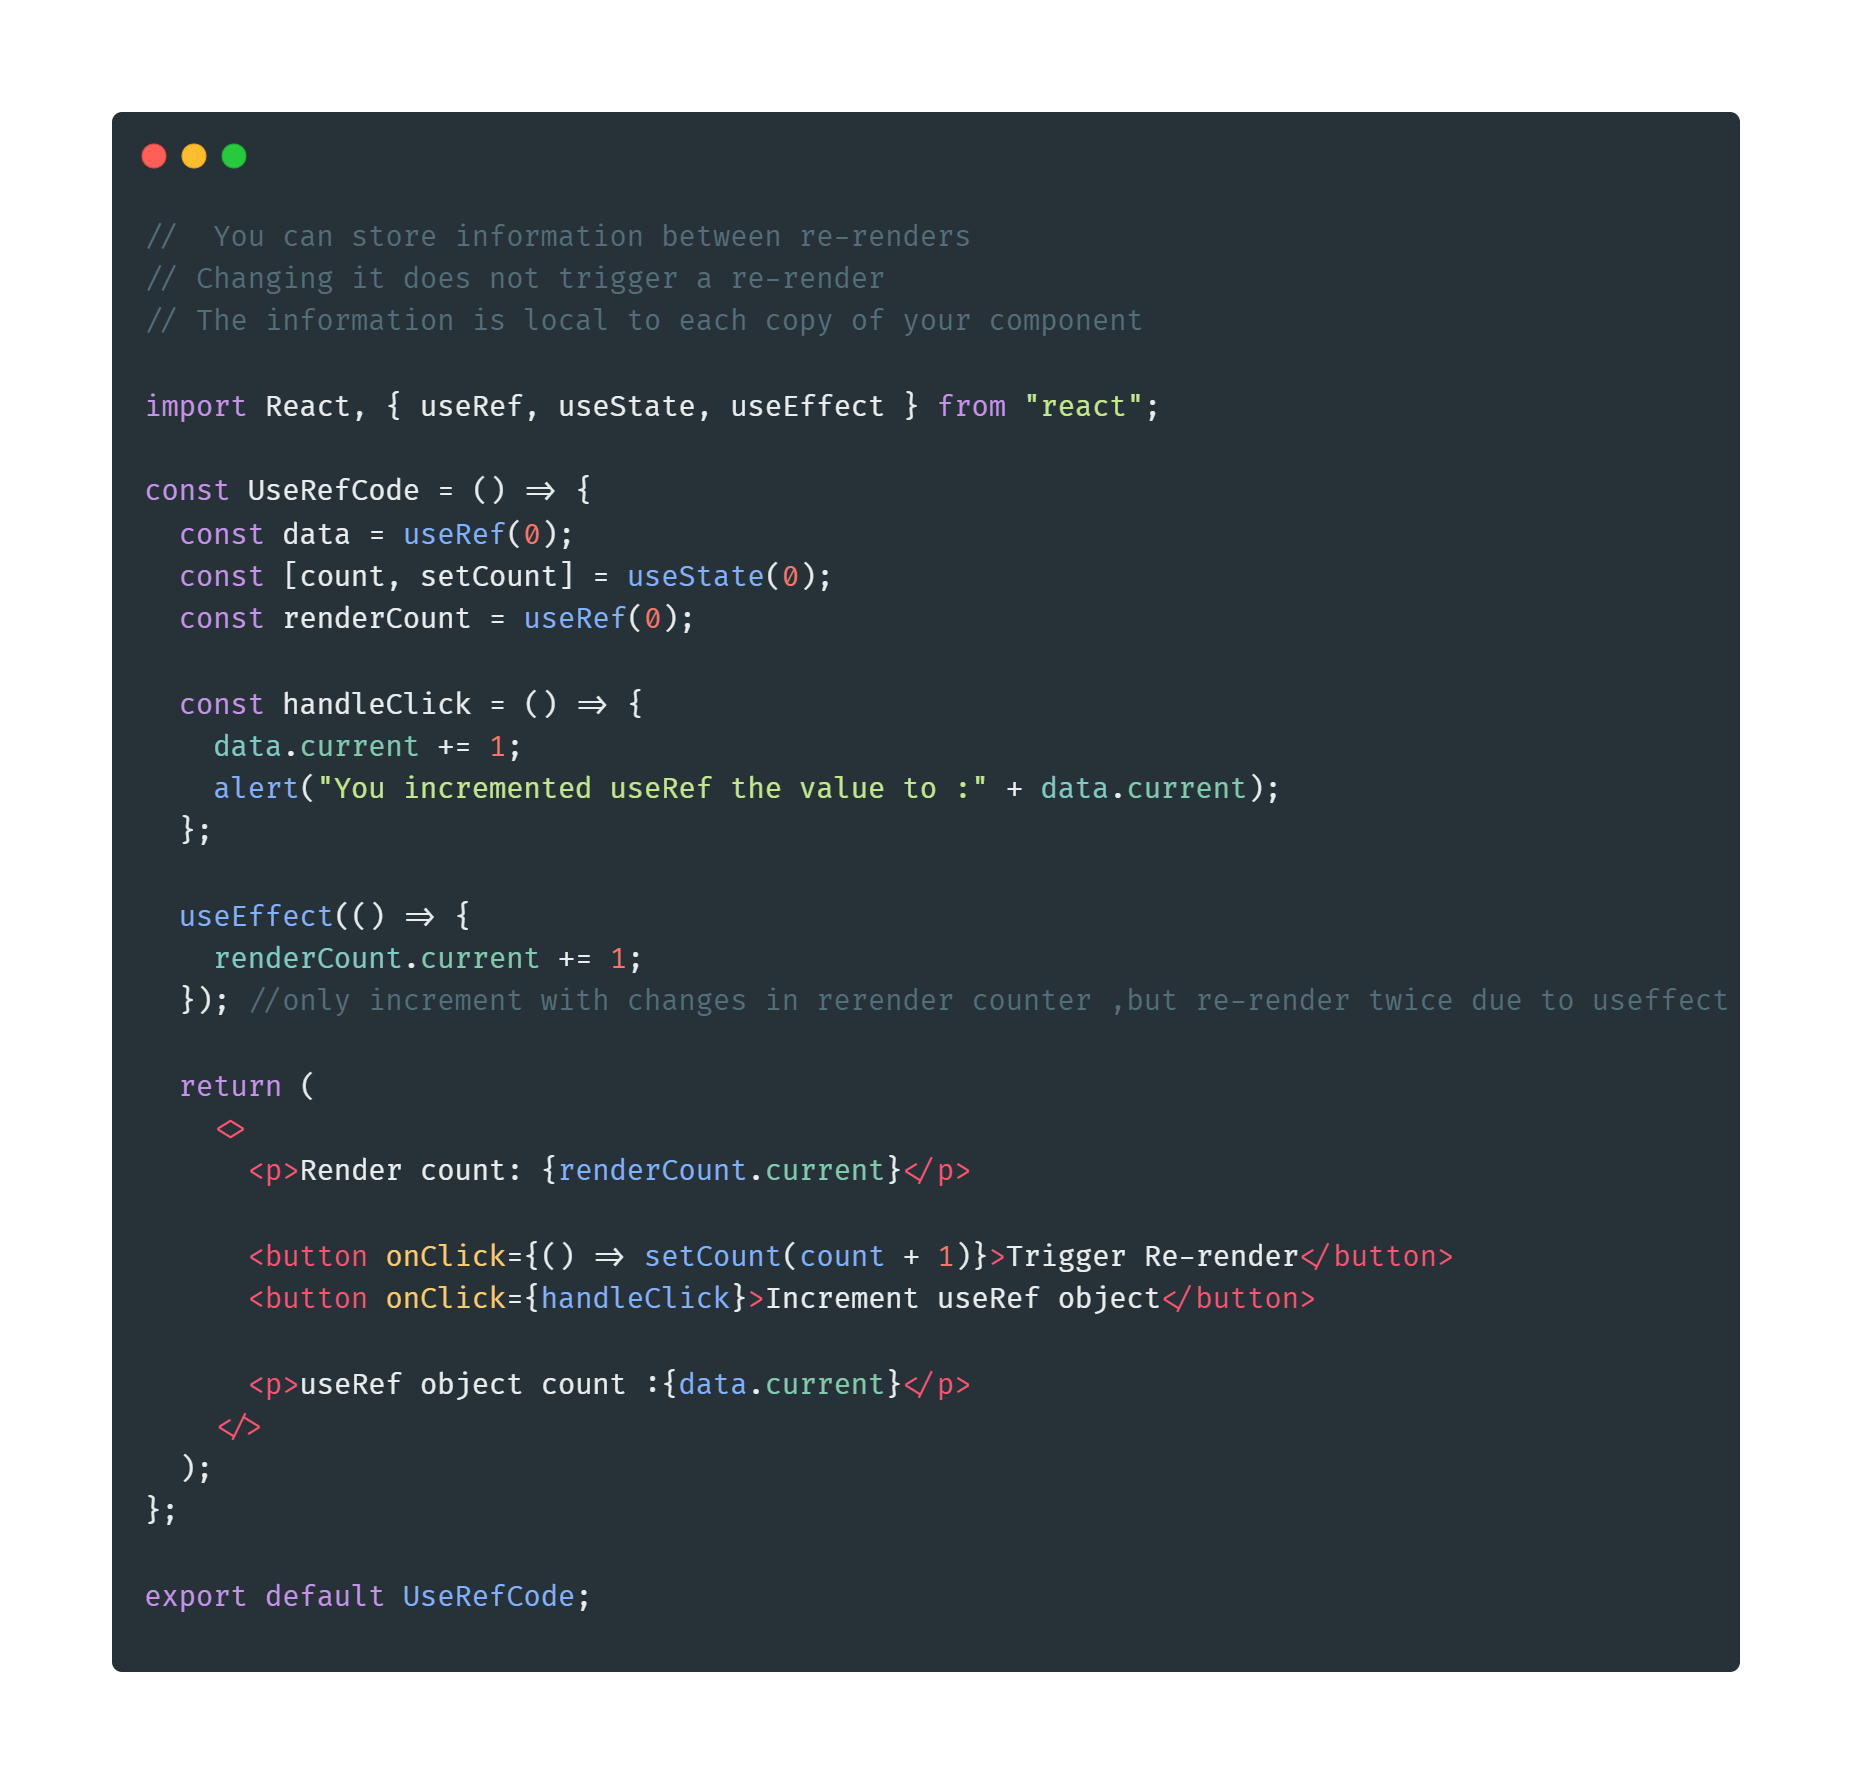 //  You can store information between re-renders
// Changing it does not trigger a re-render
// The information is local to each copy of your component

import React, { useRef, useState, useEffect } from "react";

const UseRefCode = () => {
  const data = useRef(0);
  const [count, setCount] = useState(0);
  const renderCount = useRef(0);

  const handleClick = () => {
    data.current += 1;
    alert("You incremented useRef the value to :" + data.current);
  };

  useEffect(() => {
    renderCount.current += 1;
  }); //only increment with changes in rerender counter ,but re-render twice due to useffect

  return (
    <>
      <p>Render count: {renderCount.current}</p>

      <button onClick={() => setCount(count + 1)}>Trigger Re-render</button>
      <button onClick={handleClick}>Increment useRef object</button>

      <p>useRef object count :{data.current}</p>
    </>
  );
};

export default UseRefCode;